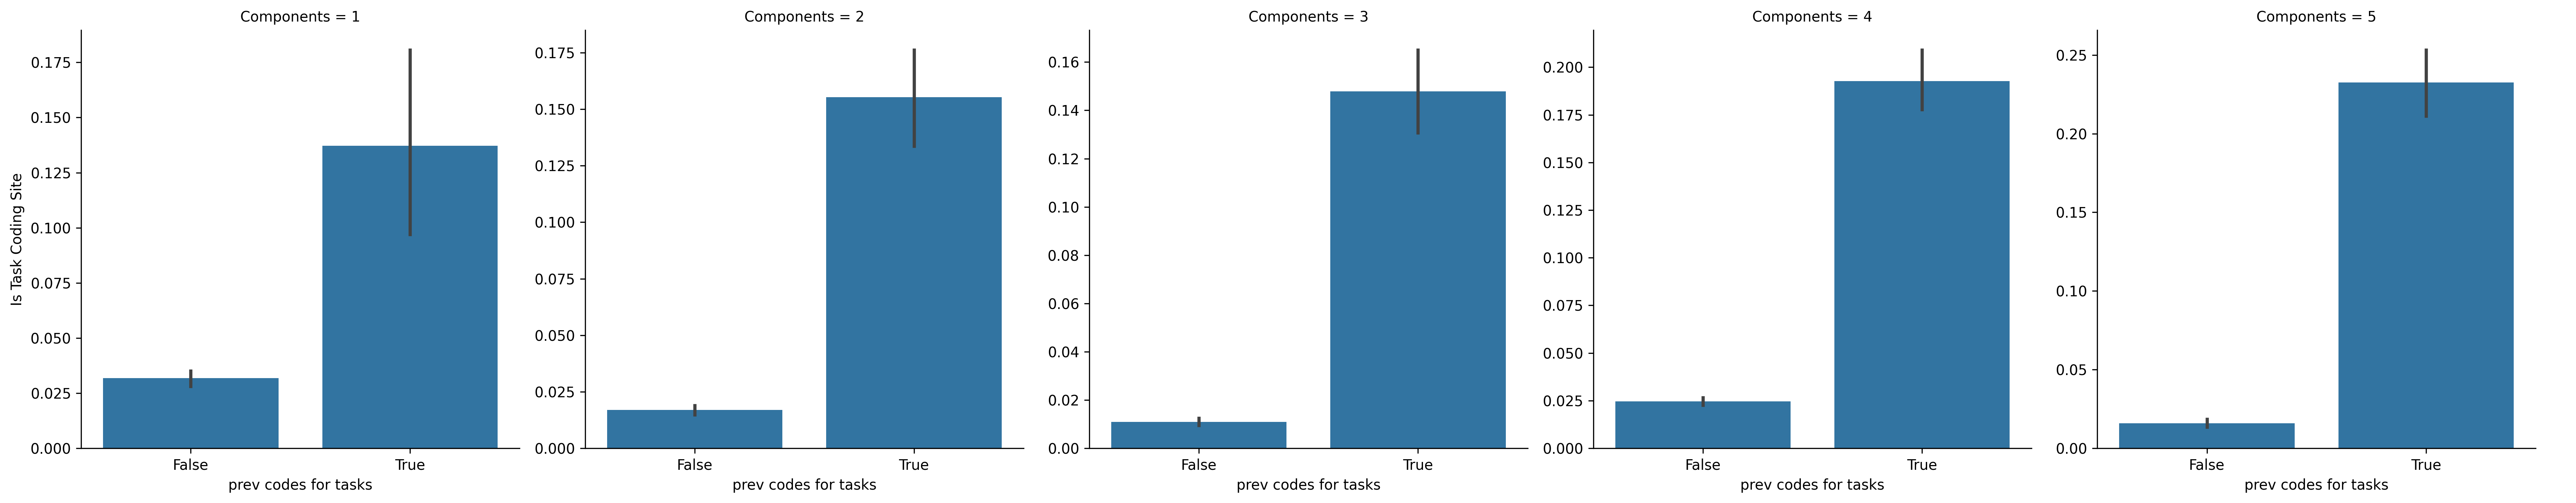 Components = 1
Components = 2
Components = 3
Components = 4
Components = 5
Is Task Coding Site
0.175
0.150
0.125
0.100
0.075
0.050
0.025
0.000
False
True
prev codes for tasks
0.175
0.150
0.125
0.100
0.075
0.050
0.025
0.000
False
True
prev codes for tasks
0.16
0.14
0.12
0.10
0.08
0.06
0.04
0.02
0.00
False
True
prev codes for tasks
0.200
0.175
0.150
0.125
0.100
0.075
0.050
0.025
0.000
False
True
prev codes for tasks
0.25
0.20
0.15
0.10
0.05
0.00
False
True
prev codes for tasks